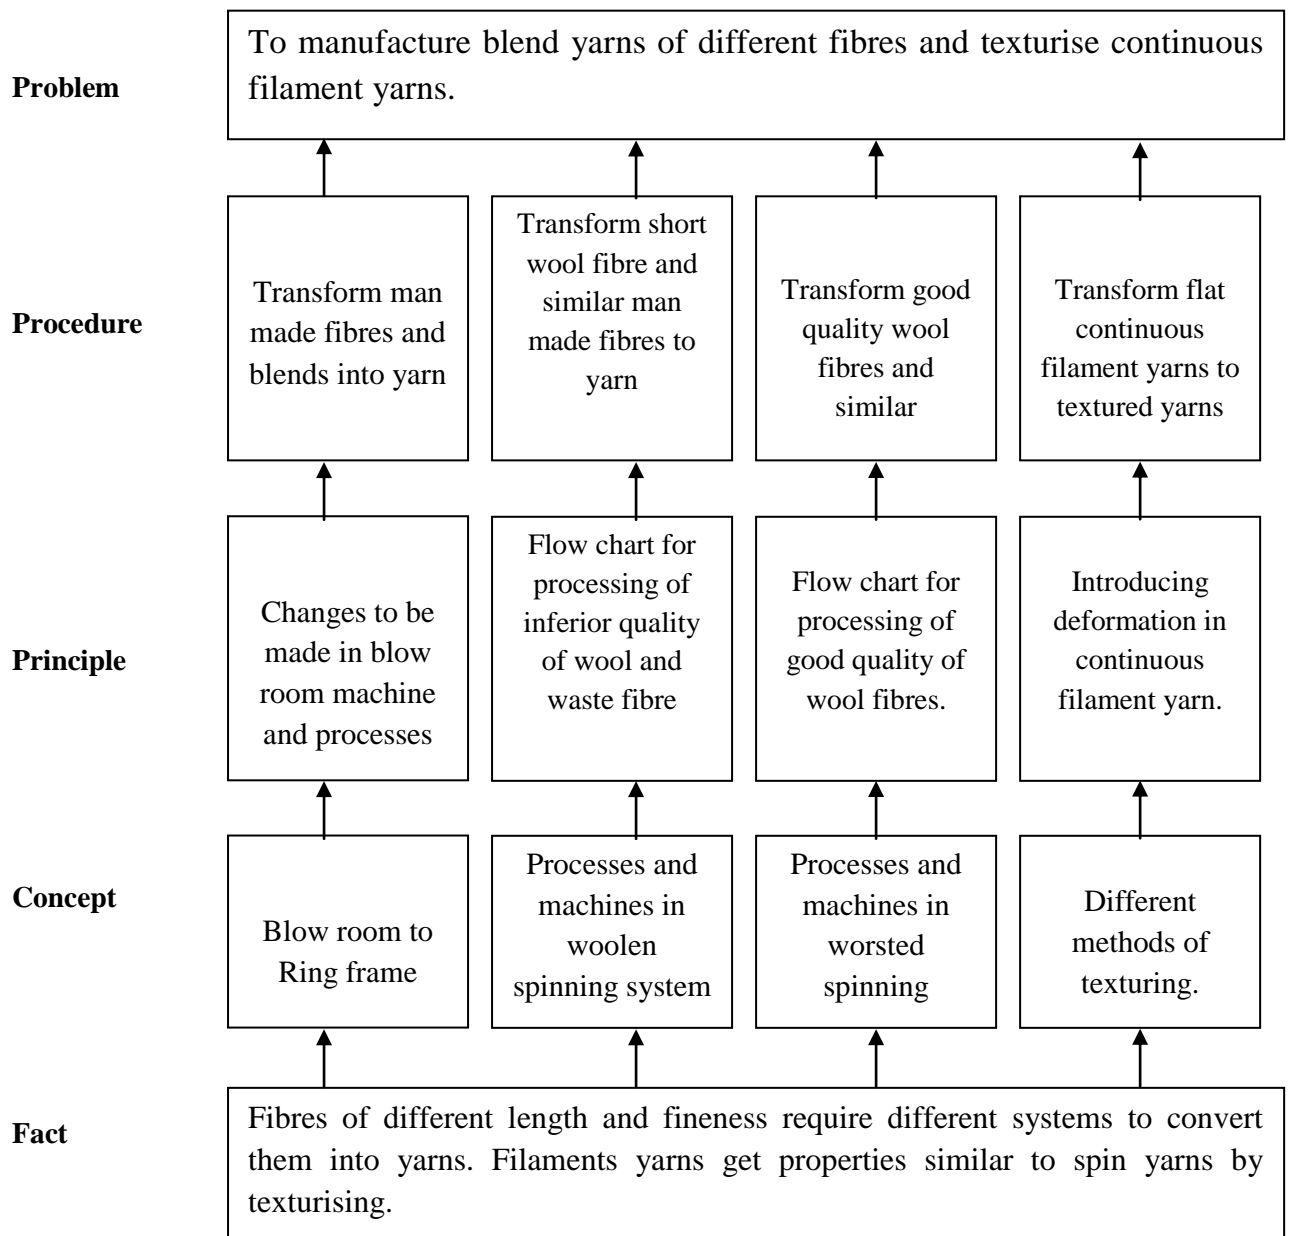 Problem
To manufacture blend yarns of different fibres and texturise continuous
filament yarns.
Procedure
Transform man
made fibres and
blends into yarn
Transform short
wool fibre and
similar man
made fibres to
yarn
Transform good
quality wool
fibres and
similar
Transform flat
continuous
filament yarns to
textured yarns
Principle
Changes to be
made in blow
room machine
and processes
Flow chart for
processing of
inferior quality
of wool and
waste fibre
Flow chart for
processing of
good quality of
wool fibres.
Introducing
deformation in
continuous
filament yarn.
Concept
Blow room to
Ring frame
Processes and
machines in
woolen
spinning system
Processes and
machines in
worsted
spinning
Different
methods of
texturing.
Fact
Fibres of different length and fineness require different systems to convert
them into yarns. Filaments yarns get properties similar to spin yarns by
texturising.